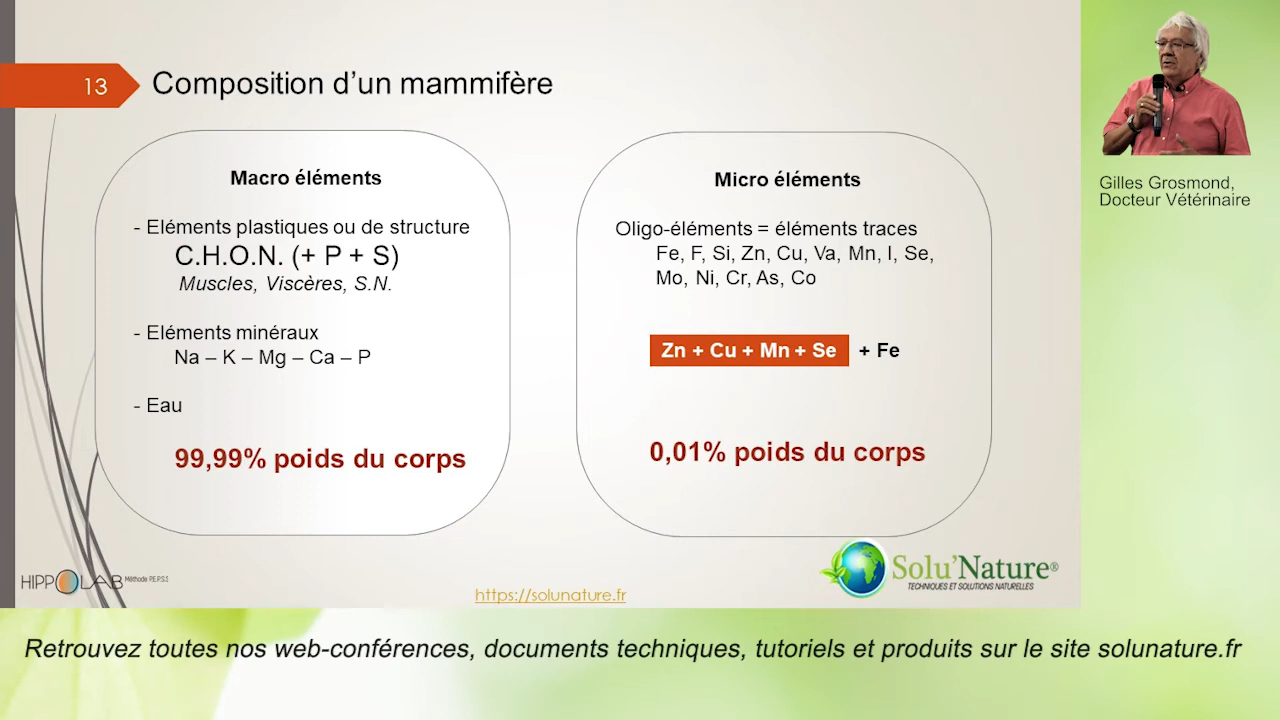 13
Composition d'un mammifère
Macro éléments
- Eléments plastiques ou de structure
C.H.O.N. (+ P + S)
Muscles, Viscères, S.N.
- Eléments minéraux
Na – K – Mg – Ca – P
- Eau
99,99% poids du corps
Micro éléments
Oligo-éléments = éléments traces
Fe, F, Si, Zn, Cu, Va, Mn, I, Se,
Mo, Ni, Cr, As, Co
Zn + Cu + Mn + Se + Fe
0,01% poids du corps
Gilles Grosmond,
Docteur Vétérinaire
HIPPOLAB Méthode P.E.P.S.S
https://solunature.fr
Solu'Nature®
TECHNIQUES ET SOLUTIONS NATURELLES
Retrouvez toutes nos web-conférences, documents techniques, tutoriels et produits sur le site solunature.fr